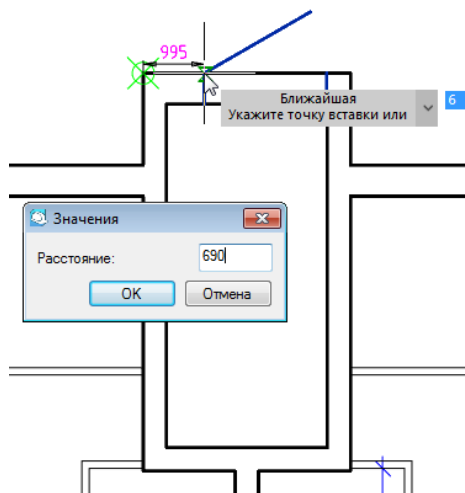 995
Ближайшая
Укажите точку вставки или
6
Значения
Расстояние:
690
OK
Отмена